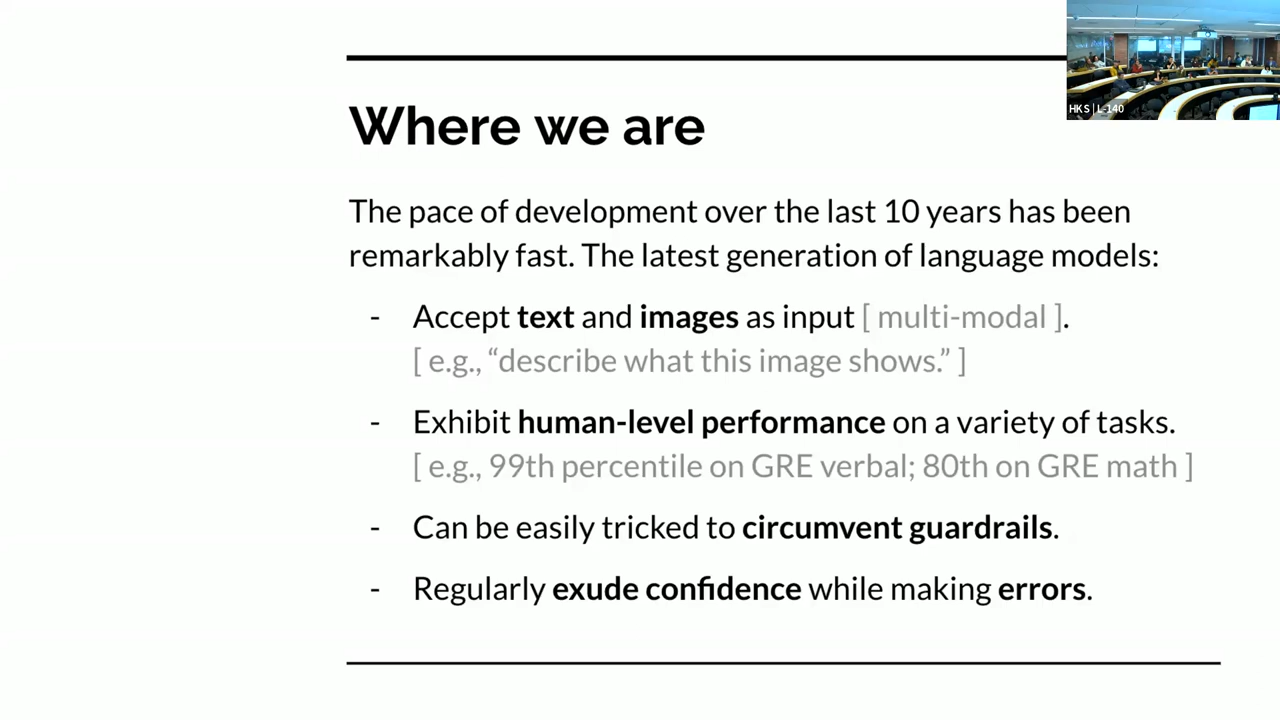 HKS | L-140
Where we are
The pace of development over the last 10 years has been
remarkably fast. The latest generation of language models:
- Accept text and images as input [ multi-modal ].
[ e.g., “describe what this image shows.” ]
- Exhibit human-level performance on a variety of tasks.
[ e.g., 99th percentile on GRE verbal; 80th on GRE math ]
- Can be easily tricked to circumvent guardrails.
- Regularly exude confidence while making errors.